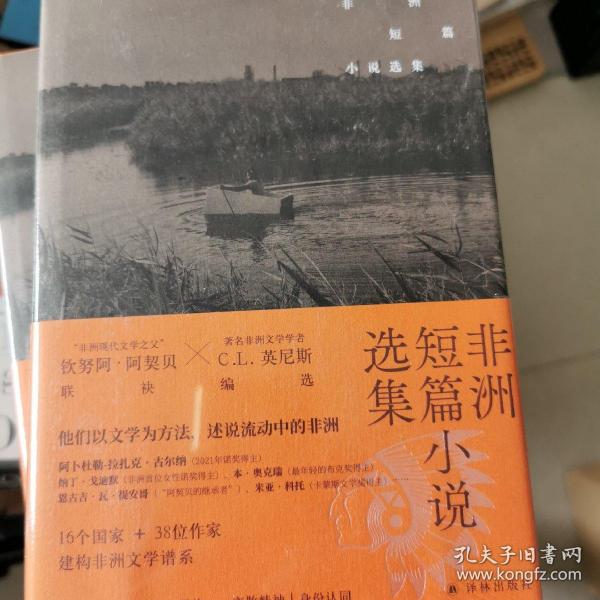 非洲
短篇
小说选集
"非洲现代文学之父"
钦努阿·阿契贝
×
著名非洲文学学者
C.L. 英尼斯
联袂编选
非洲
短篇小说
选集
他们以文学为方法，述说流动中的非洲
阿卜杜勒-拉扎克·古尔纳（2021年诺奖得主）
纳丁·戈迪默（非洲首位女性诺奖得主）、本·奥克瑞（最年轻的布克奖得主）
恩古吉·瓦·提安哥（"阿契贝的继承者"）、米亚·科托（卡蒙斯文学奖得主）……
16个国家 + 38位作家
建构非洲文学谱系
身份认同
译林出版社
孔夫子旧书网
www.kongfz.com